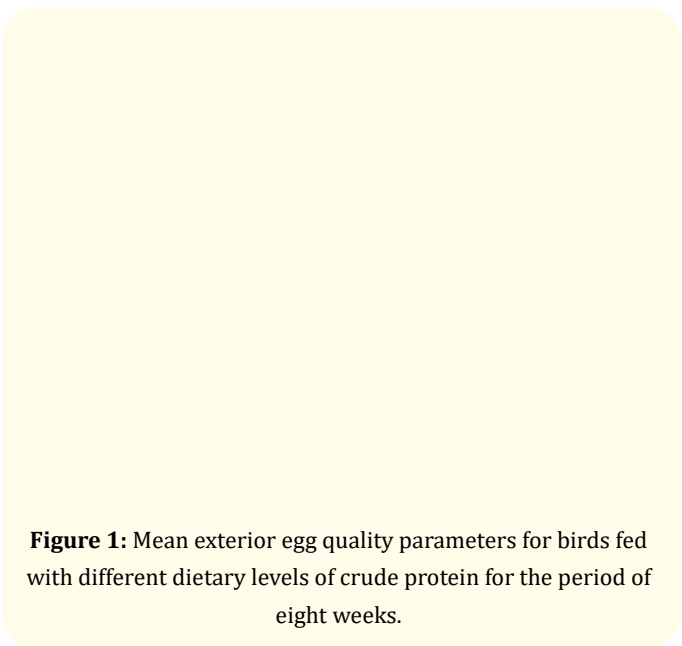 Figure 1: Mean exterior egg quality parameters for birds fed
with different dietary levels of crude protein for the period of
eight weeks.